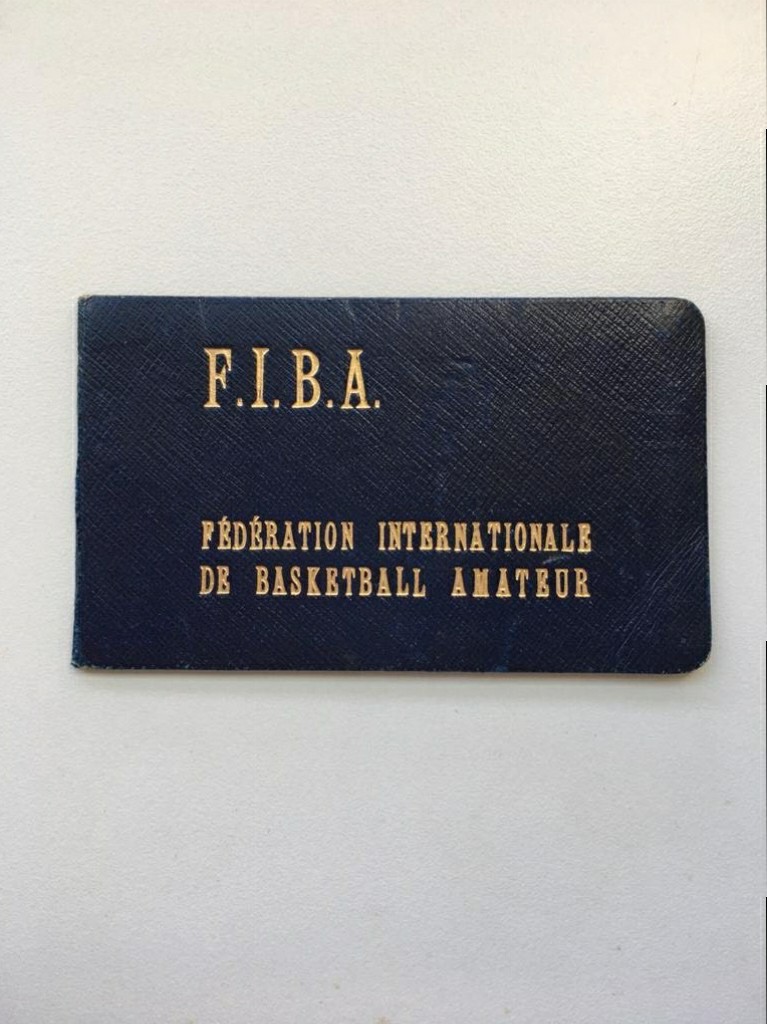 F.I.B.A.
FÉDÉRATION INTERNATIONALE
DE BASKETBALL AMATEUR